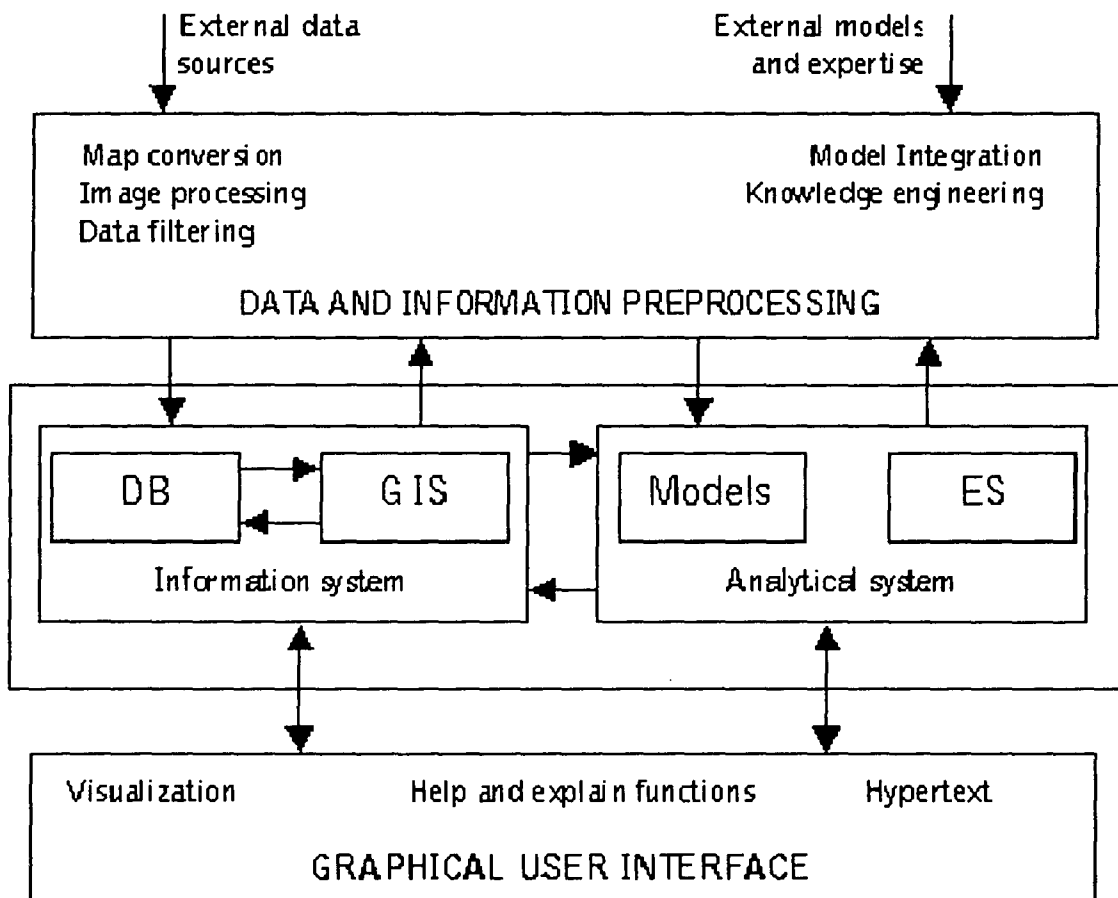 External data
sources
External models
and expertise
Map conversion
Image processing
Data filtering
Model Integration
Knowledge engineering
DATA AND INFORMATION PREPROCESSING
DB
GIS
Models
ES
Information system
Analytical system
Visualization
Help and explain functions
Hypertext
GRAPHICAL USER INTERFACE